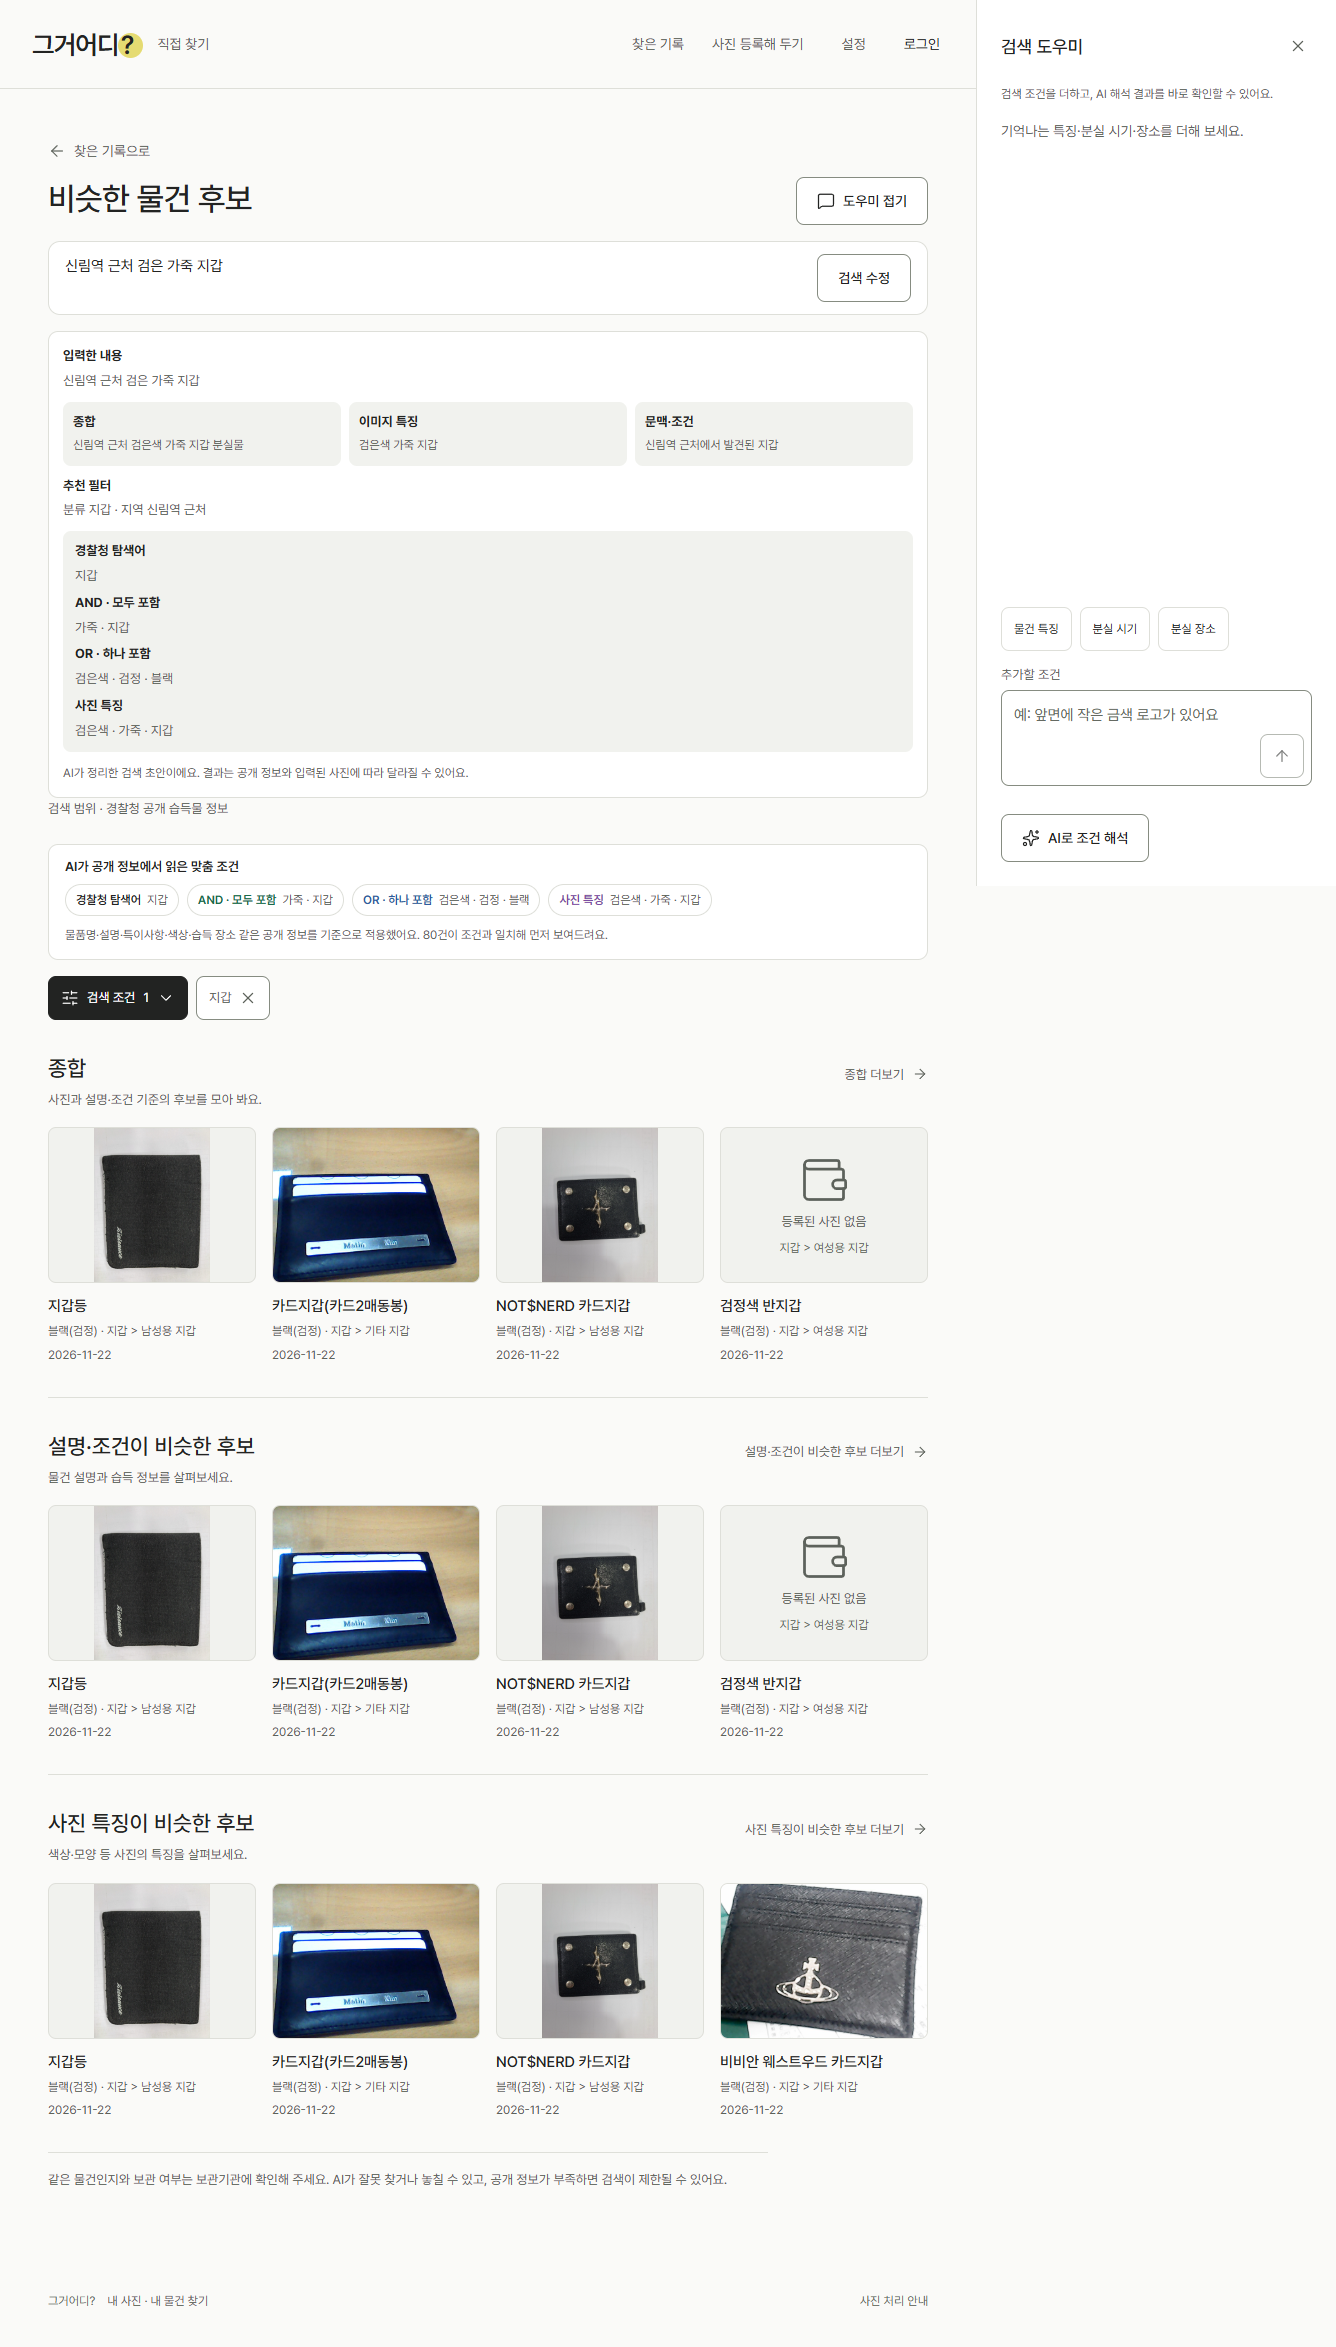 그거어디?
직접 찾기
찾은 기록
사진 등록해 두기
설정
로그인
찾은 기록으로
비슷한 물건 후보
도우미 접기
신림역 근처 검은 가죽 지갑
검색 수정
입력한 내용
신림역 근처 검은 가죽 지갑
종합
신림역 근처 검은색 가죽 지갑 분실물
이미지 특징
검은색 가죽 지갑
문맥·조건
신림역 근처에서 발견된 지갑
추천 필터
분류 지갑 · 지역 신림역 근처
경찰청 탐색어
지갑
AND · 모두 포함
가죽 · 지갑
OR · 하나 포함
검은색 · 검정 · 블랙
사진 특징
검은색 · 가죽 · 지갑
AI가 정리한 검색 초안이에요. 결과는 공개 정보와 입력된 사진에 따라 달라질 수 있어요.
검색 범위 · 경찰청 공개 습득물 정보
AI가 공개 정보에서 읽은 맞춤 조건
경찰청 탐색어 지갑
AND · 모두 포함 가죽 · 지갑
OR · 하나 포함 검은색 · 검정 · 블랙
사진 특징 검은색 · 가죽 · 지갑
물품명·설명·특이사항·색상·습득 장소 같은 공개 정보를 기준으로 적용했어요. 80건이 조건과 일치해 먼저 보여드려요.
검색 조건 1
지갑
종합
종합 더보기
사진과 설명·조건 기준의 후보를 모아 봐요.
등록된 사진 없음
지갑 > 여성용 지갑
지갑등
블랙(검정) · 지갑 > 남성용 지갑
2026-11-22
카드지갑(카드2매동봉)
블랙(검정) · 지갑 > 기타 지갑
2026-11-22
NOT$NERD 카드지갑
블랙(검정) · 지갑 > 남성용 지갑
2026-11-22
검정색 반지갑
블랙(검정) · 지갑 > 여성용 지갑
2026-11-22
설명·조건이 비슷한 후보
설명·조건이 비슷한 후보 더보기
물건 설명과 습득 정보를 살펴보세요.
등록된 사진 없음
지갑 > 여성용 지갑
지갑등
블랙(검정) · 지갑 > 남성용 지갑
2026-11-22
카드지갑(카드2매동봉)
블랙(검정) · 지갑 > 기타 지갑
2026-11-22
NOT$NERD 카드지갑
블랙(검정) · 지갑 > 남성용 지갑
2026-11-22
검정색 반지갑
블랙(검정) · 지갑 > 여성용 지갑
2026-11-22
사진 특징이 비슷한 후보
사진 특징이 비슷한 후보 더보기
색상·모양 등 사진의 특징을 살펴보세요.
지갑등
블랙(검정) · 지갑 > 남성용 지갑
2026-11-22
카드지갑(카드2매동봉)
블랙(검정) · 지갑 > 기타 지갑
2026-11-22
NOT$NERD 카드지갑
블랙(검정) · 지갑 > 남성용 지갑
2026-11-22
비비안 웨스트우드 카드지갑
블랙(검정) · 지갑 > 기타 지갑
2026-11-22
같은 물건인지와 보관 여부는 보관기관에 확인해 주세요. AI가 잘못 찾거나 놓칠 수 있고, 공개 정보가 부족하면 검색이 제한될 수 있어요.
그거어디?
내 사진 · 내 물건 찾기
사진 처리 안내
검색 도우미
검색 조건을 더하고, AI 해석 결과를 바로 확인할 수 있어요.
기억나는 특징·분실 시기·장소를 더해 보세요.
물건 특징
분실 시기
분실 장소
추가할 조건
예: 앞면에 작은 금색 로고가 있어요
AI로 조건 해석